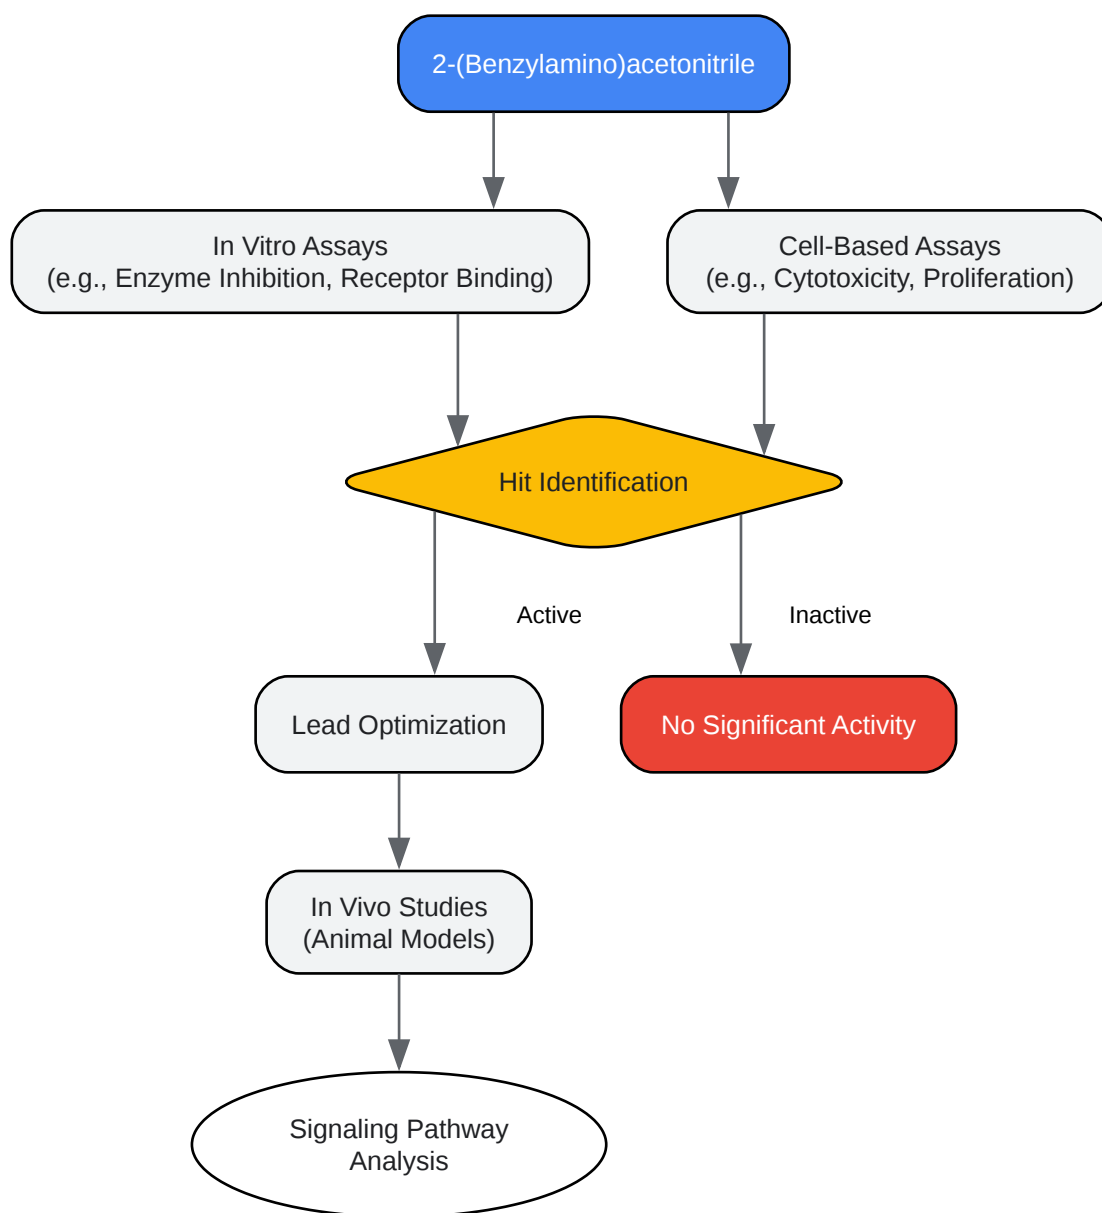 2-(Benzylamino)acetonitrile
In Vitro Assays
(e.g., Enzyme Inhibition, Receptor Binding)
Cell-Based Assays
(e.g., Cytotoxicity, Proliferation)
Hit Identification
Active
Inactive
Lead Optimization
No Significant Activity
In Vivo Studies
(Animal Models)
Signaling Pathway
Analysis